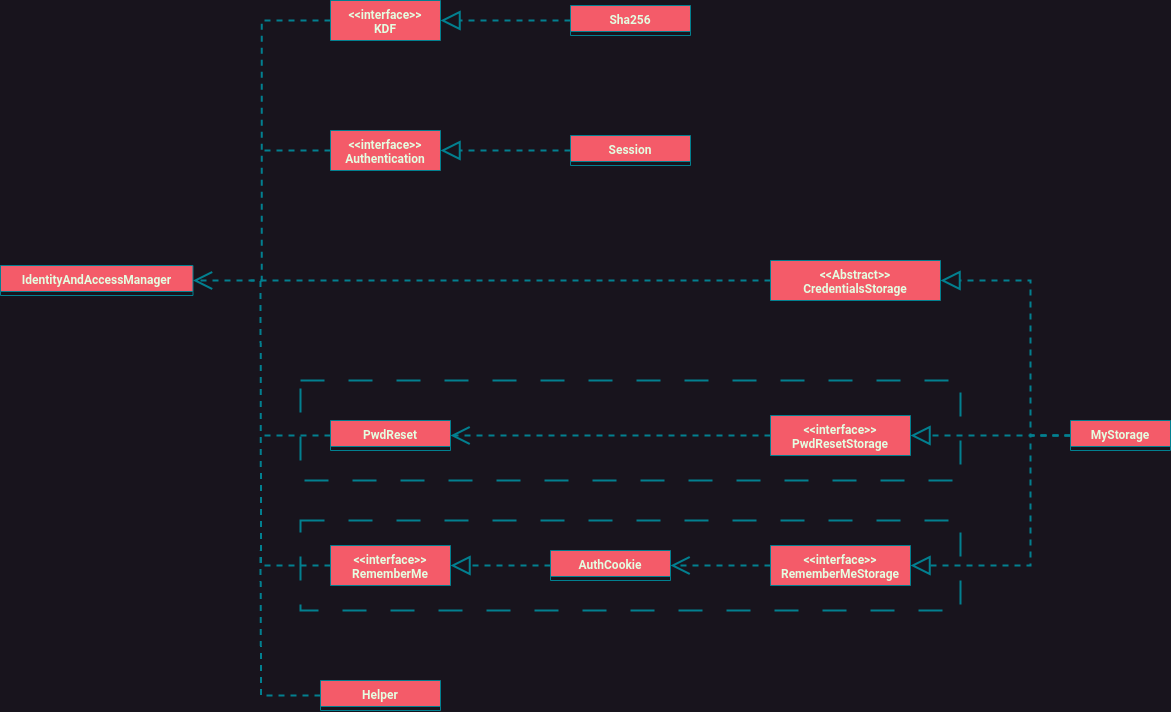 <<interface>>
KDF
Sha256
<<interface>>
Authentication
Session
IdentityAndAccessManager
<<Abstract>>
CredentialsStorage
PwdReset
<<interface>>
PwdResetStorage
MyStorage
<<interface>>
RememberMe
AuthCookie
<<interface>>
RememberMeStorage
Helper